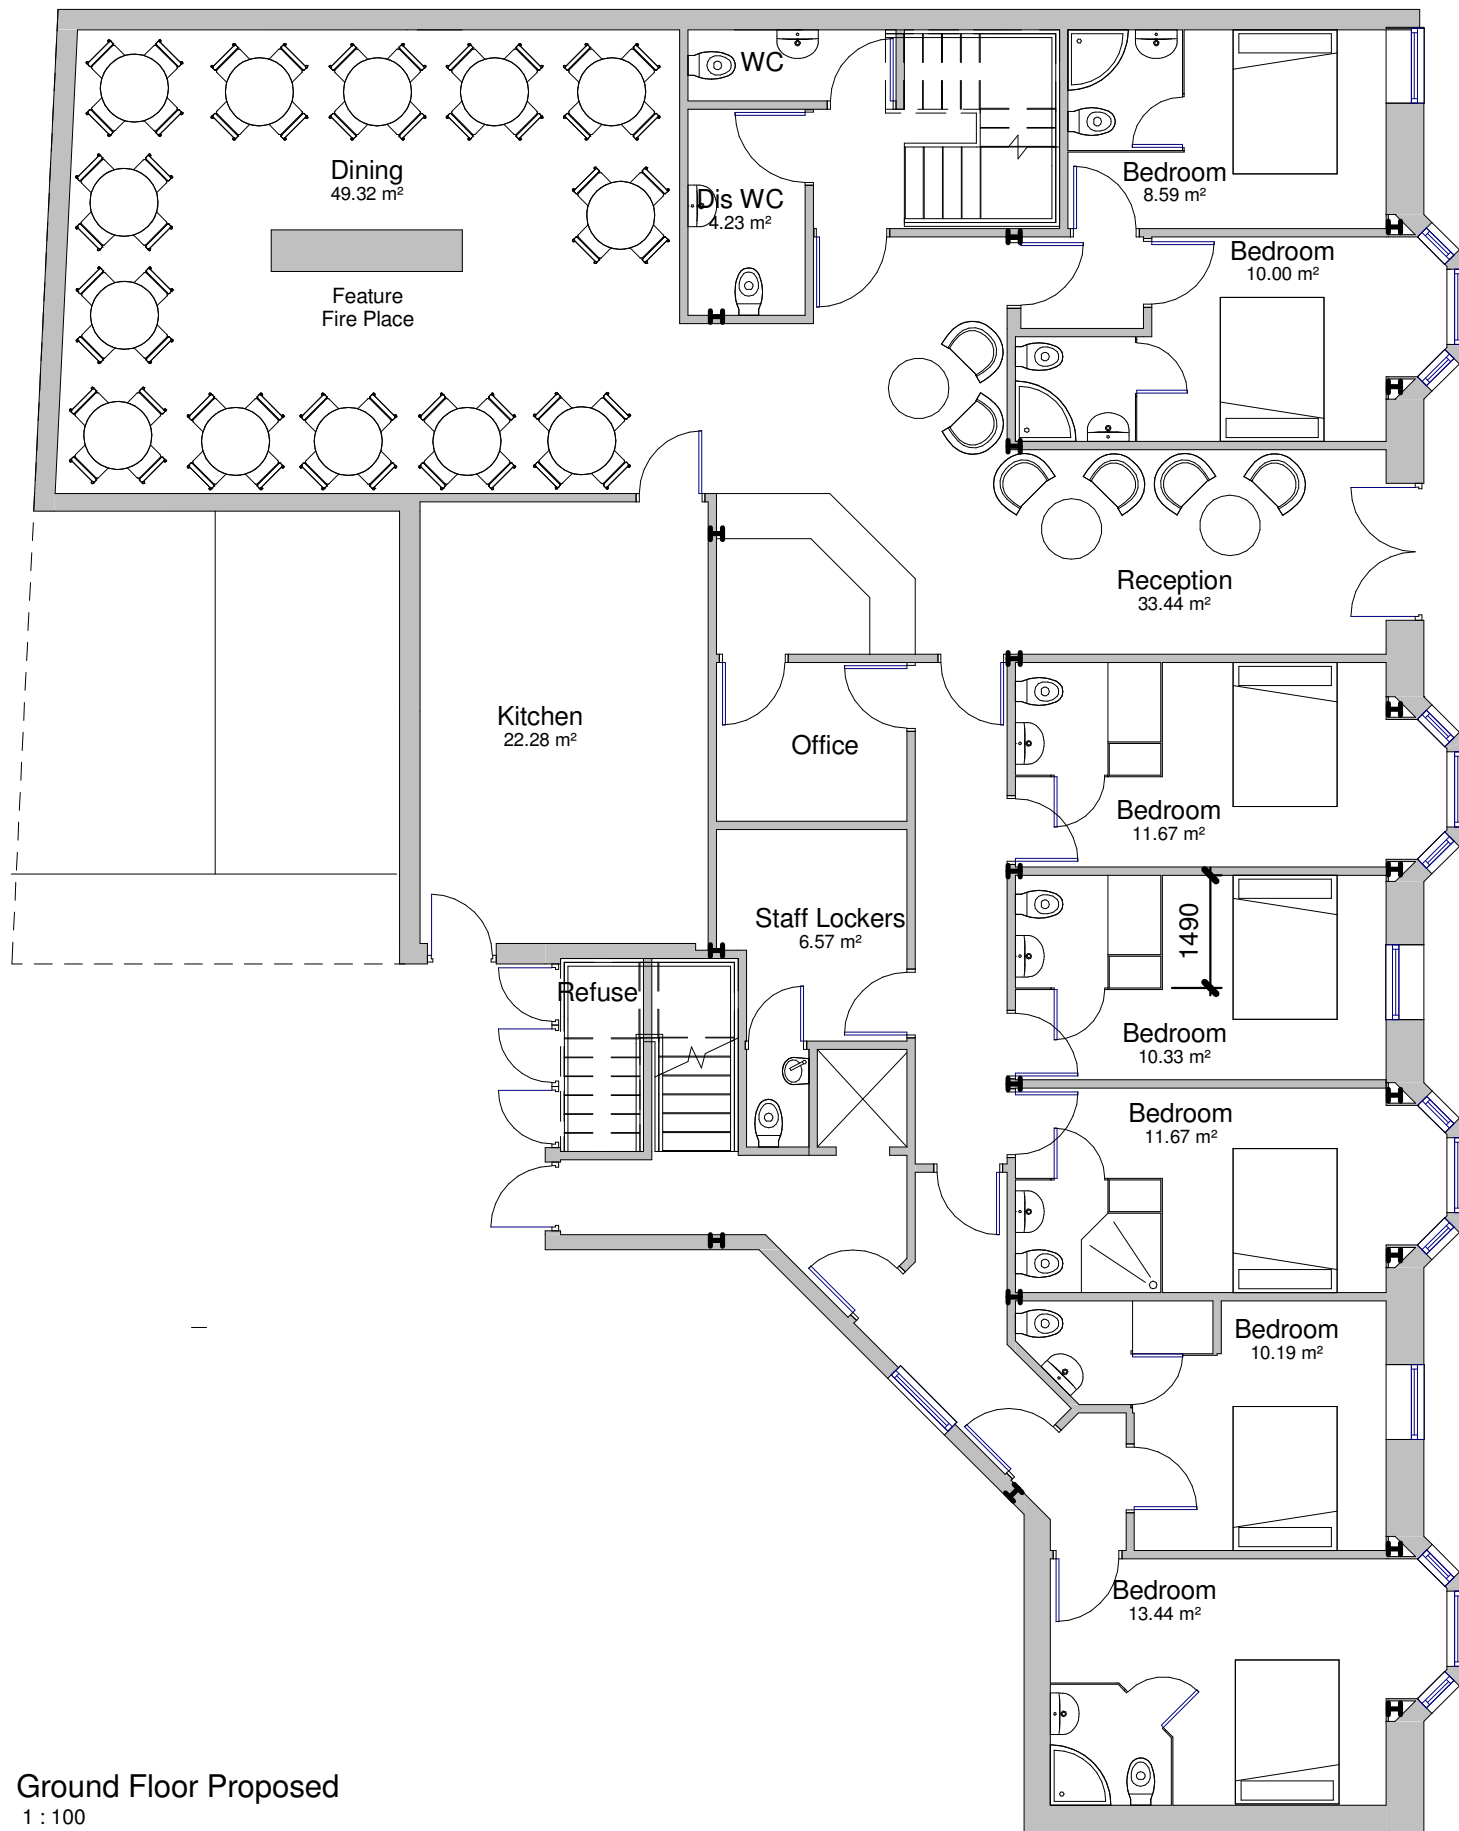 WC
Dining
49.32 m²
Dis WC
4.23 m²
Bedroom
8.59 m²
Bedroom
10.00 m²
Feature
Fire Place
Reception
33.44 m²
Kitchen
22.28 m²
Office
Bedroom
11.67 m²
Staff Lockers
6.57 m²
1490
Refuse
Bedroom
10.33 m²
Bedroom
11.67 m²
Bedroom
10.19 m²
Bedroom
13.44 m²
Ground Floor Proposed
1 : 100